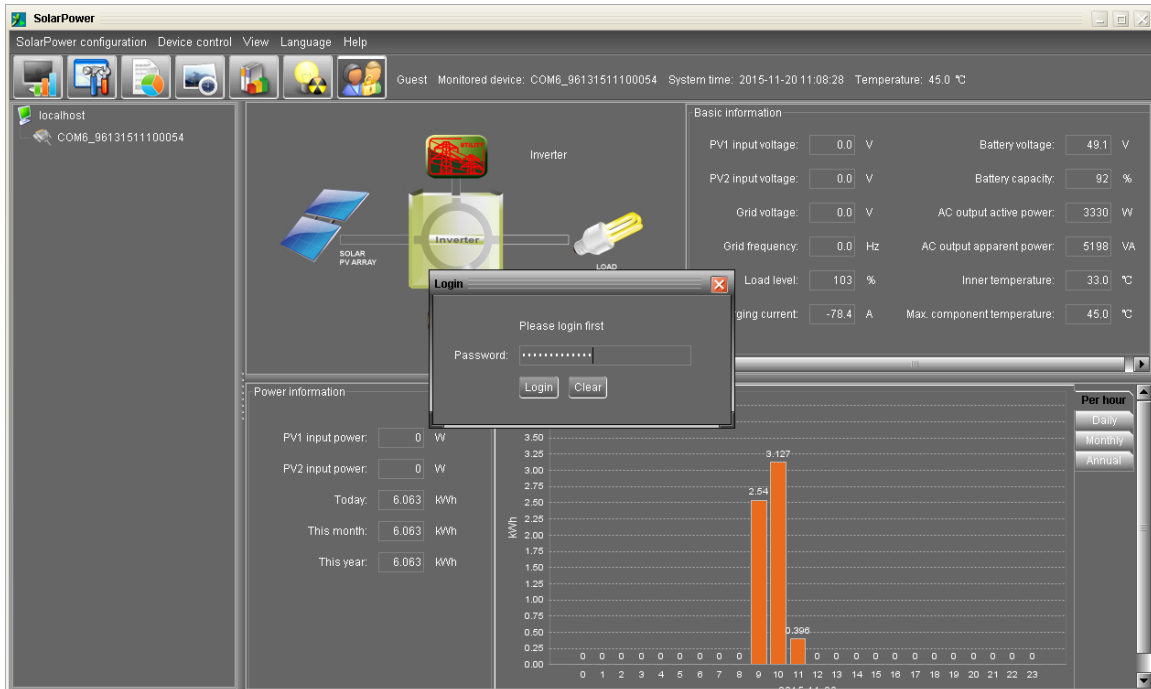 SolarPower
SolarPower configuration Device control View Language Help
Guest Monitored device: COM6_96131511100054 System time: 2015-11-20 11:08:28 Temperature: 45.0 ℃
localhost
COM6_96131511100054
UTILITY
Inverter
Inverter
SOLAR
PV ARRAY
LOAD
Basic information
PV1 input voltage: 0.0 V Battery voltage: 49.1 V
PV2 input voltage: 0.0 V Battery capacity: 92 %
Grid voltage: 0.0 V AC output active power: 3330 W
Grid frequency: 0.0 Hz AC output apparent power: 5198 VA
Load level: 103 % Inner temperature: 33.0 ℃
current: -78.4 A Max. component temperature: 45.0 ℃
Login
Please login first
Password: •••••••••••••
Login Clear
Power information
PV1 input power: 0 W
PV2 input power: 0 W
Today: 6.063 kWh
This month: 6.063 kWh
This year: 6.063 kWh
Per hour
Daily
Monthly
Annual
kWh
3.50
3.25
3.00
2.75
2.50
2.25
2.00
1.75
1.50
1.25
1.00
0.75
0.50
0.25
0.00
0 0 0 0 0 0 0 0 0 2.54 3.127 0.396 0 0 0 0 0 0 0 0 0 0 0 0
0 1 2 3 4 5 6 7 8 9 10 11 12 13 14 15 16 17 18 19 20 21 22 23